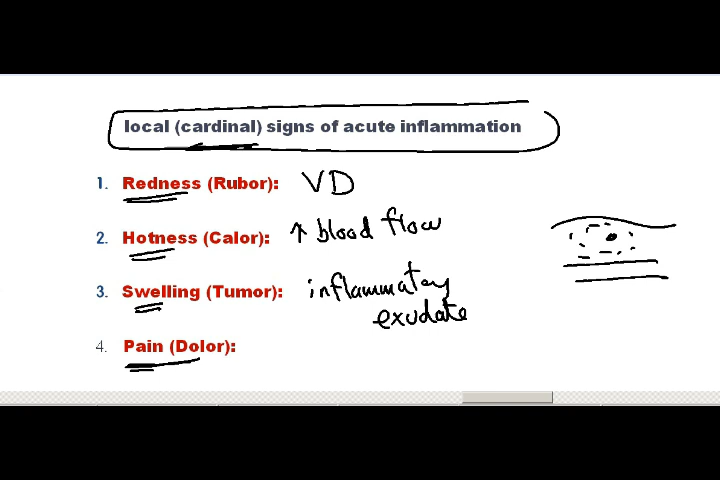 local (cardinal) signs of acute inflammation
1. Redness (Rubor): VD
2. Hotness (Calor): ↑ blood flow
3. Swelling (Tumor): inflammatory
exudate
4. Pain (Dolor):